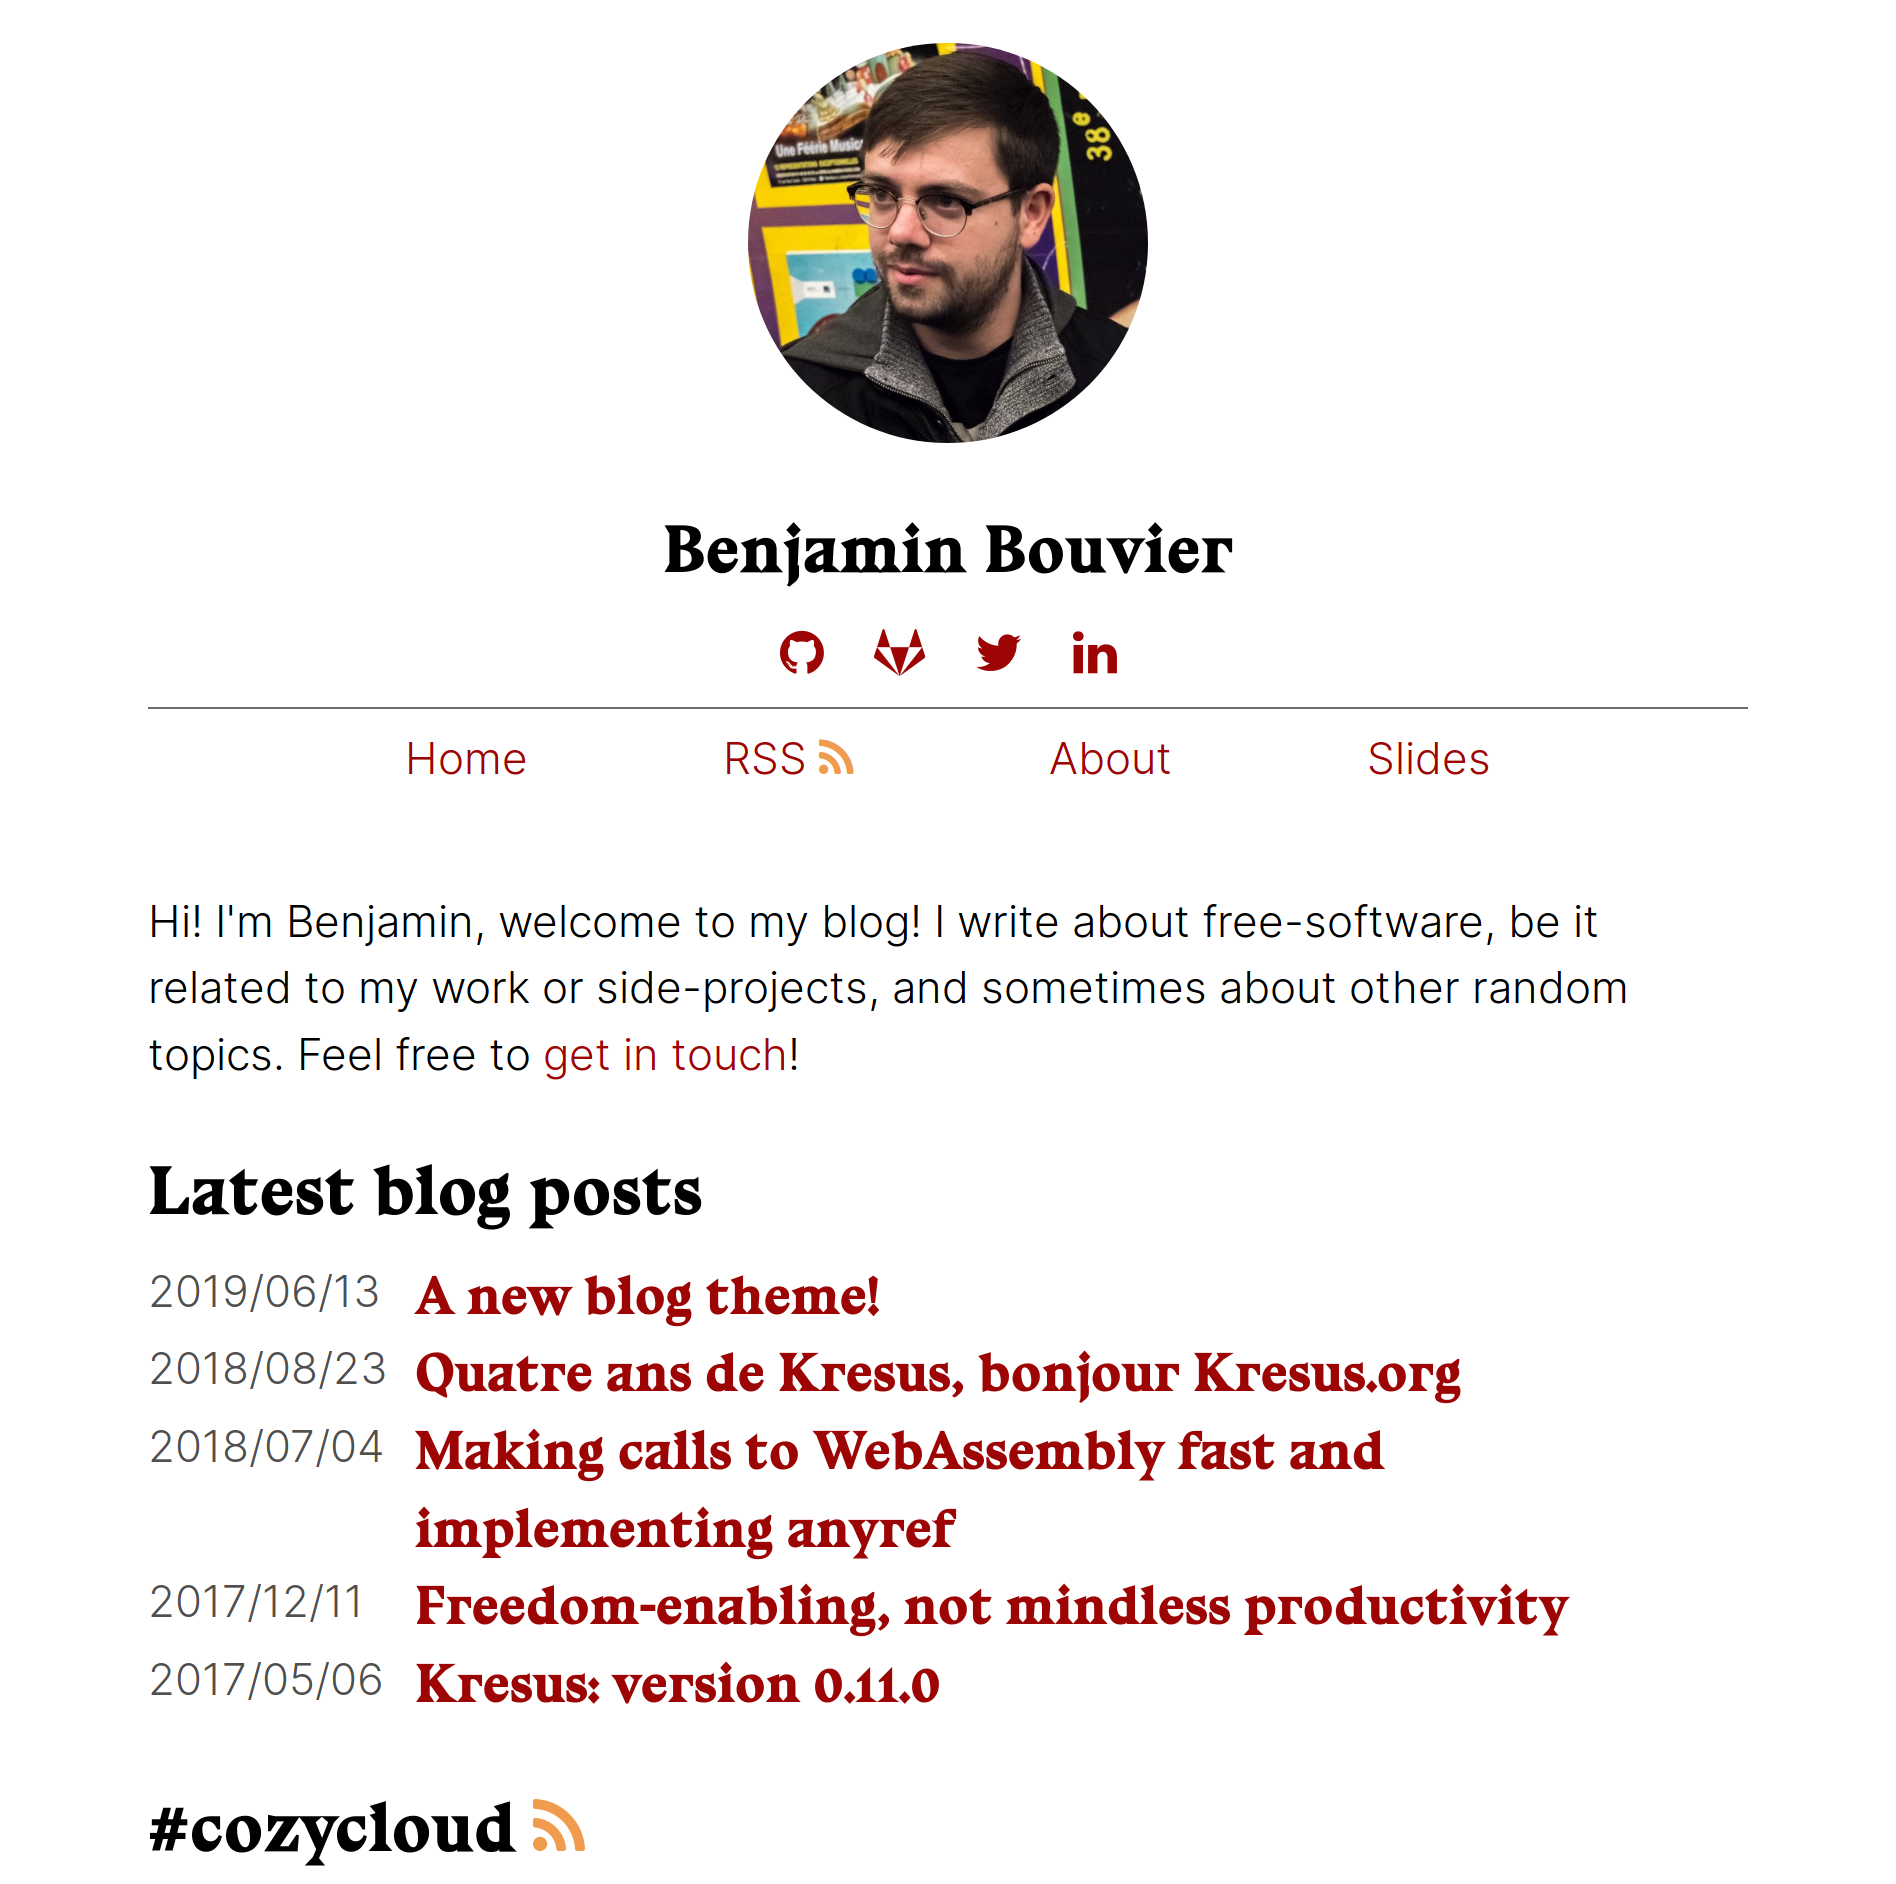 Une Féérie Music
38e
Benjamin Bouvier
in
Home RSS About Slides
Hi! I'm Benjamin, welcome to my blog! I write about free-software, be it
related to my work or side-projects, and sometimes about other random
topics. Feel free to get in touch!
Latest blog posts
2019/06/13 A new blog theme!
2018/08/23 Quatre ans de Kresus, bonjour Kresus.org
2018/07/04 Making calls to WebAssembly fast and
implementing anyref
2017/12/11 Freedom-enabling, not mindless productivity
2017/05/06 Kresus: version 0.11.0
#cozycloud